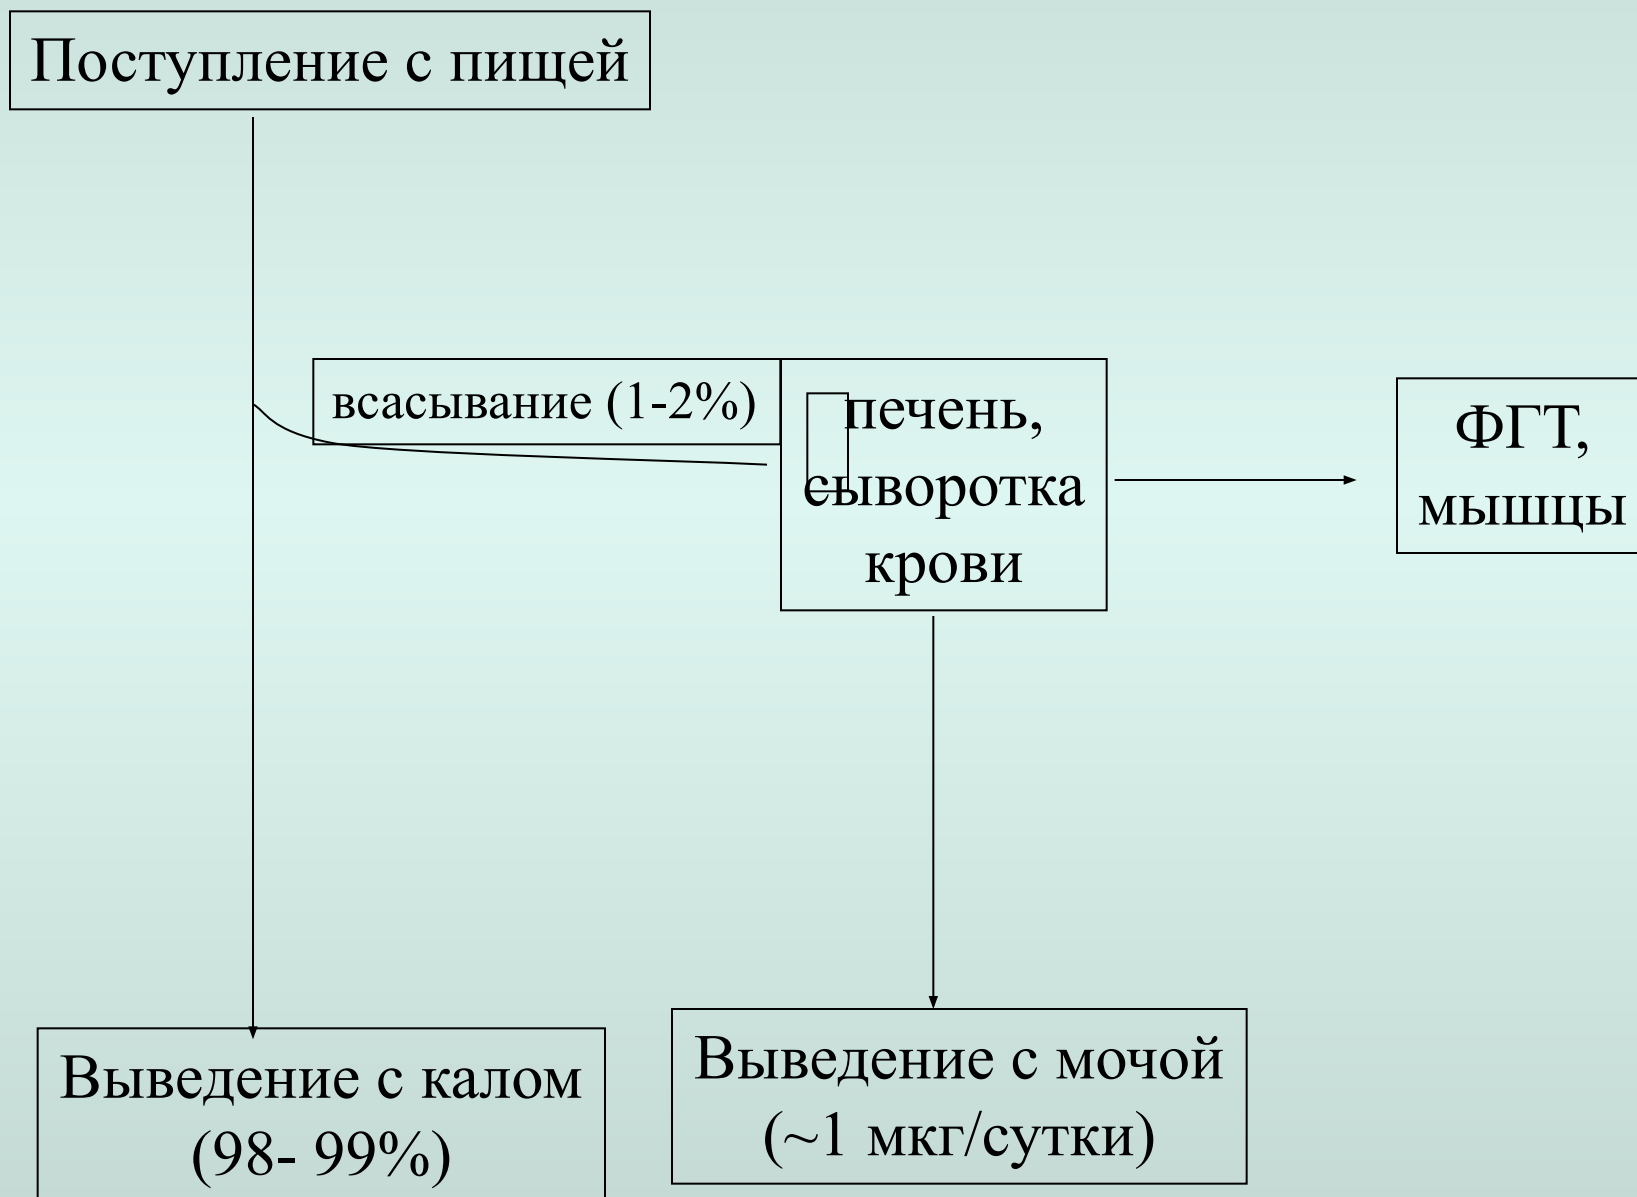 Поступление с пищей
всасывание (1-2%)
печень,
сыворотка
крови
ФГТ,
мышцы
Выведение с калом
(98- 99%)
Выведение с мочой
(~1 мкг/сутки)